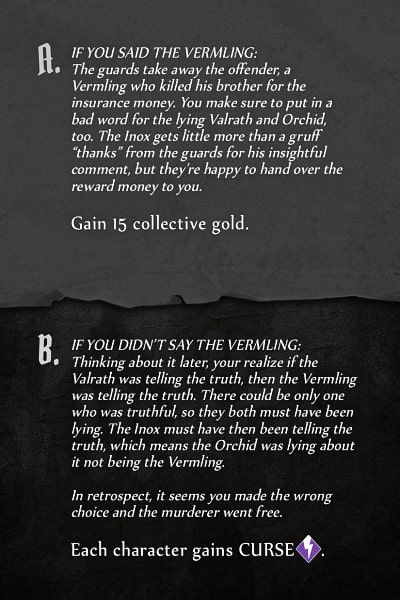 A.
IF YOU SAID THE VERMLING:
The guards take away the offender, a
Vermling who killed his brother for the
insurance money. You make sure to put in a
bad word for the lying Valrath and Orchid,
too. The Inox gets little more than a gruff
“thanks” from the guards for his insightful
comment, but they’re happy to hand over the
reward money to you.
Gain 15 collective gold.
B.
IF YOU DIDN’T SAY THE VERMLING:
Thinking about it later, your realize if the
Valrath was telling the truth, then the Vermling
was telling the truth. There could be only one
who was truthful, so they both must have been
lying. The Inox must have then been telling the
truth, which means the Orchid was lying about
it not being the Vermling.
In retrospect, it seems you made the wrong
choice and the murderer went free.
Each character gains CURSE.